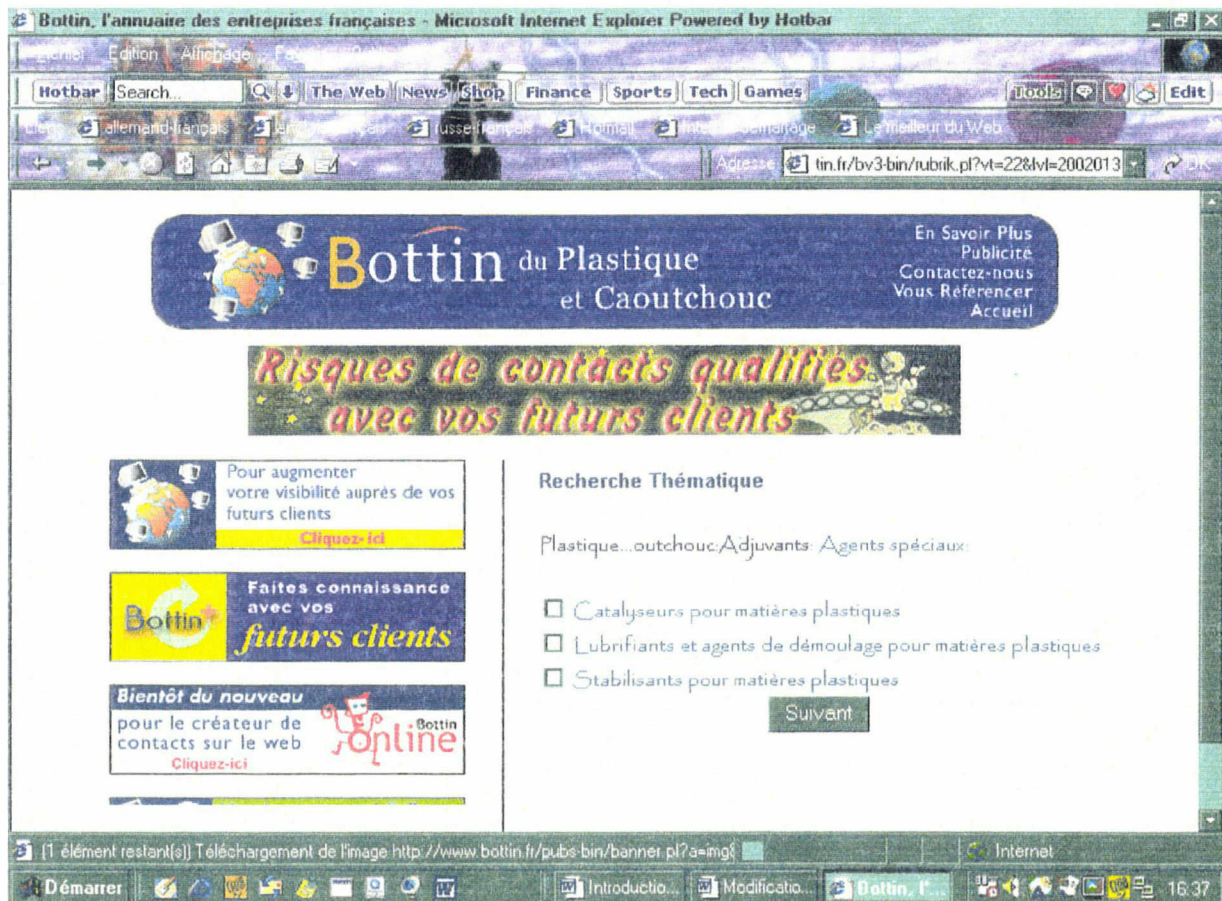 Bottin, l'annuaire des entreprises françaises - Microsoft Internet Explorer Powered by Hotbar
Fichier Edition Affichage
Hotbar Search... The Web News Shop Finance Sports Tech Games Tools Edit
allemand-français russe-français Hotmail Le meilleur du Web
Adresse tin.fr/bv3-bin/rubrik.pl?vt=22&lvl=2002013 OK
Bottin du Plastique
et Caoutchouc
En Savoir Plus
Publicité
Contactez-nous
Vous Référencer
Accueil
Risques de contacts qualifiés
avec vos futurs clients
Pour augmenter
votre visibilité auprès de vos
futurs clients
Cliquez-ici
Bottin+
Faites connaissance
avec vos
futurs clients
Bientôt du nouveau
pour le créateur de
contacts sur le web
Cliquez-ici
Bottin
Online
Recherche Thématique
Plastique...outchouc:Adjuvants: Agents spéciaux:
Catalyseurs pour matières plastiques
Lubrifiants et agents de démoulage pour matières plastiques
Stabilisants pour matières plastiques
Suivant
(1 élément restant(s)) Téléchargement de l'image http://www.bottin.fr/pubs-bin/banner.pl?a=img& Internet
Démarrer Introductio... Modificatio... Bottin, l'... 16:37